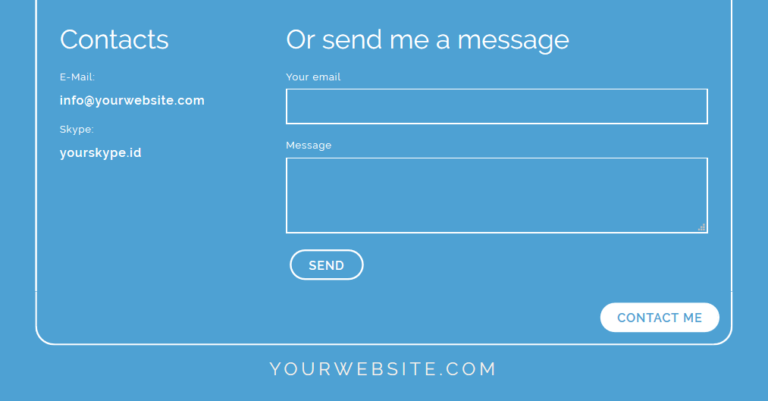 Contacts
E-Mail:
info@yourwebsite.com
Skype:
yourskype.id
Or send me a message
Your email
Message
SEND
CONTACT ME
YOURWEBSITE.COM